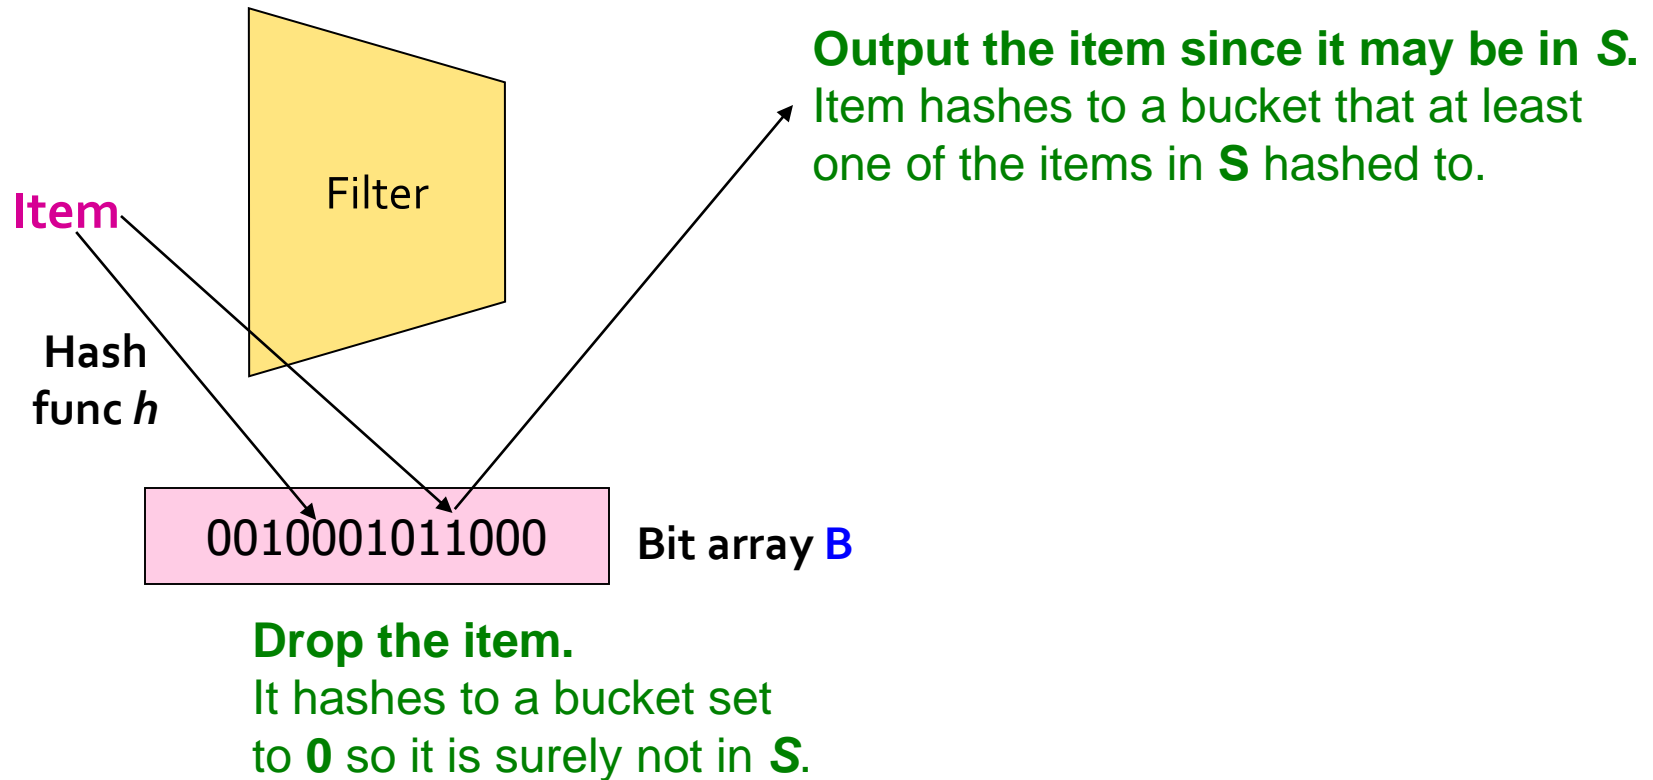 Output the item since it may be in S.
Item hashes to a bucket that at least
one of the items in S hashed to.
Filter
Item
Hash
func h
0010001011000
Bit array B
Drop the item.
It hashes to a bucket set
to 0 so it is surely not in S.